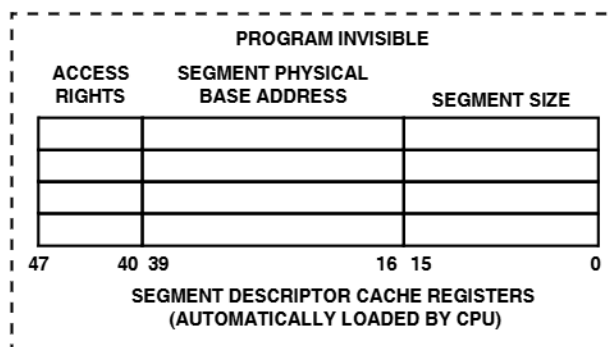 PROGRAM INVISIBLE
ACCESS RIGHTS
SEGMENT PHYSICAL BASE ADDRESS
SEGMENT SIZE
47 40 39 16 15 0
SEGMENT DESCRIPTOR CACHE REGISTERS
(AUTOMATICALLY LOADED BY CPU)